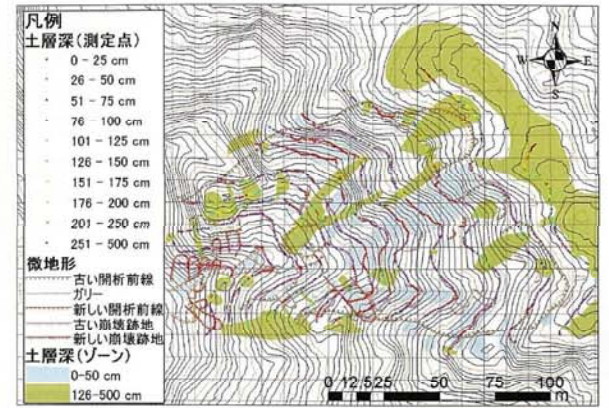 凡例
土層深(測定点)
0 - 25 cm
26 - 50 cm
51 - 75 cm
76 - 100 cm
101 - 125 cm
126 - 150 cm
151 - 175 cm
176 - 200 cm
201 - 250 cm
251 - 500 cm
微地形
古い開析前線
ガリー
新しい開析前線
古い崩壊跡地
新しい崩壊跡地
土層深(ゾーン)
0-50 cm
126-500 cm
N
W
E
S
0 12.525 50 75 100
m